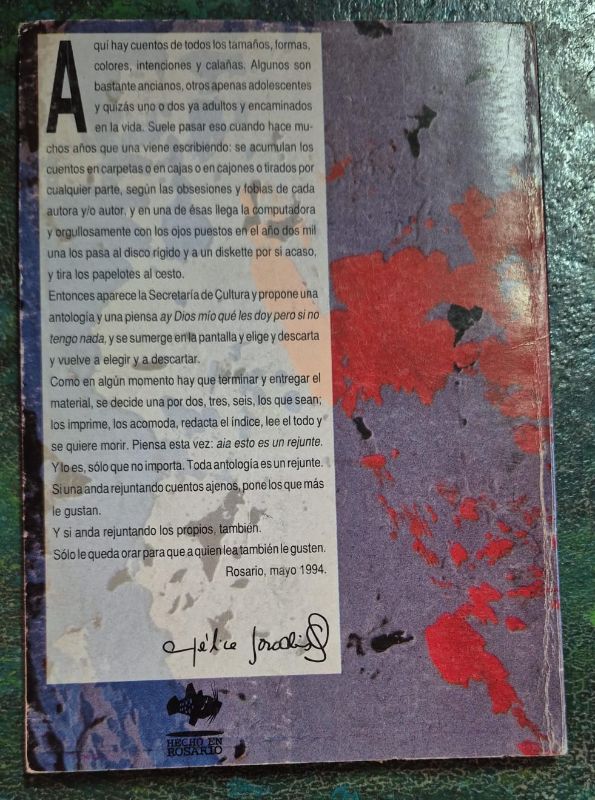 Aquí hay cuentos de todos los tamaños, formas,
colores, intenciones y calañas. Algunos son
bastante ancianos, otros apenas adolescentes
y quizás uno o dos ya adultos y encaminados
en la vida. Suele pasar eso cuando hace mu-
chos años que una viene escribiendo: se acumulan los
cuentos en carpetas o en cajas o en cajones o tirados por
cualquier parte, según las obsesiones y fobias de cada
autora y/o autor, y en una de ésas llega la computadora
y orgullosamente con los ojos puestos en el año dos mil
una los pasa al disco rígido y a un diskette por si acaso,
y tira los papelotes al cesto.
Entonces aparece la Secretaría de Cultura y propone una
antología y una piensa ay Dios mío qué les doy pero si no
tengo nada, y se sumerge en la pantalla y elige y descarta
y vuelve a elegir y a descartar.
Como en algún momento hay que terminar y entregar el
material, se decide una por dos, tres, seis, los que sean;
los imprime, los acomoda, redacta el índice, lee el todo y
se quiere morir. Piensa esta vez: aia esto es un rejunte.
Y lo es, sólo que no importa. Toda antología es un rejunte.
Si una anda rejuntando cuentos ajenos, pone los que más
le gustan.
Y si anda rejuntando los propios, también.
Sólo le queda orar para que a quien lea también le gusten.
Rosario, mayo 1994.
HECHO EN
ROSARIO